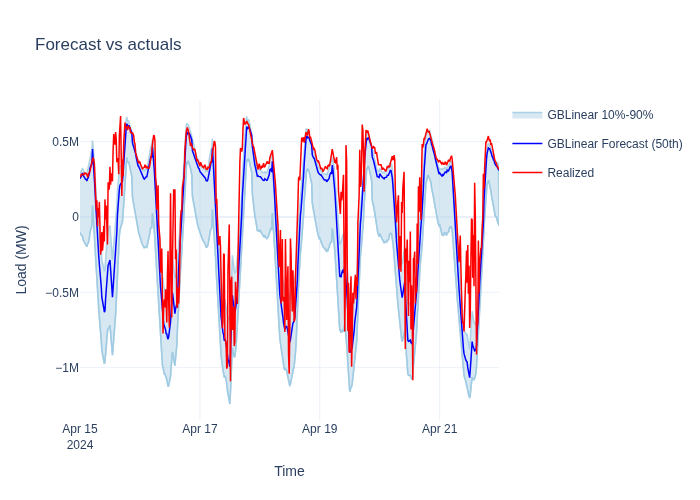 Forecast vs actuals
GBLinear 10%-90%
GBLinear Forecast (50th)
Realized
0.5M
0
−0.5M
−1M
Load (MW)
Apr 15
2024
Apr 17
Apr 19
Apr 21
Time